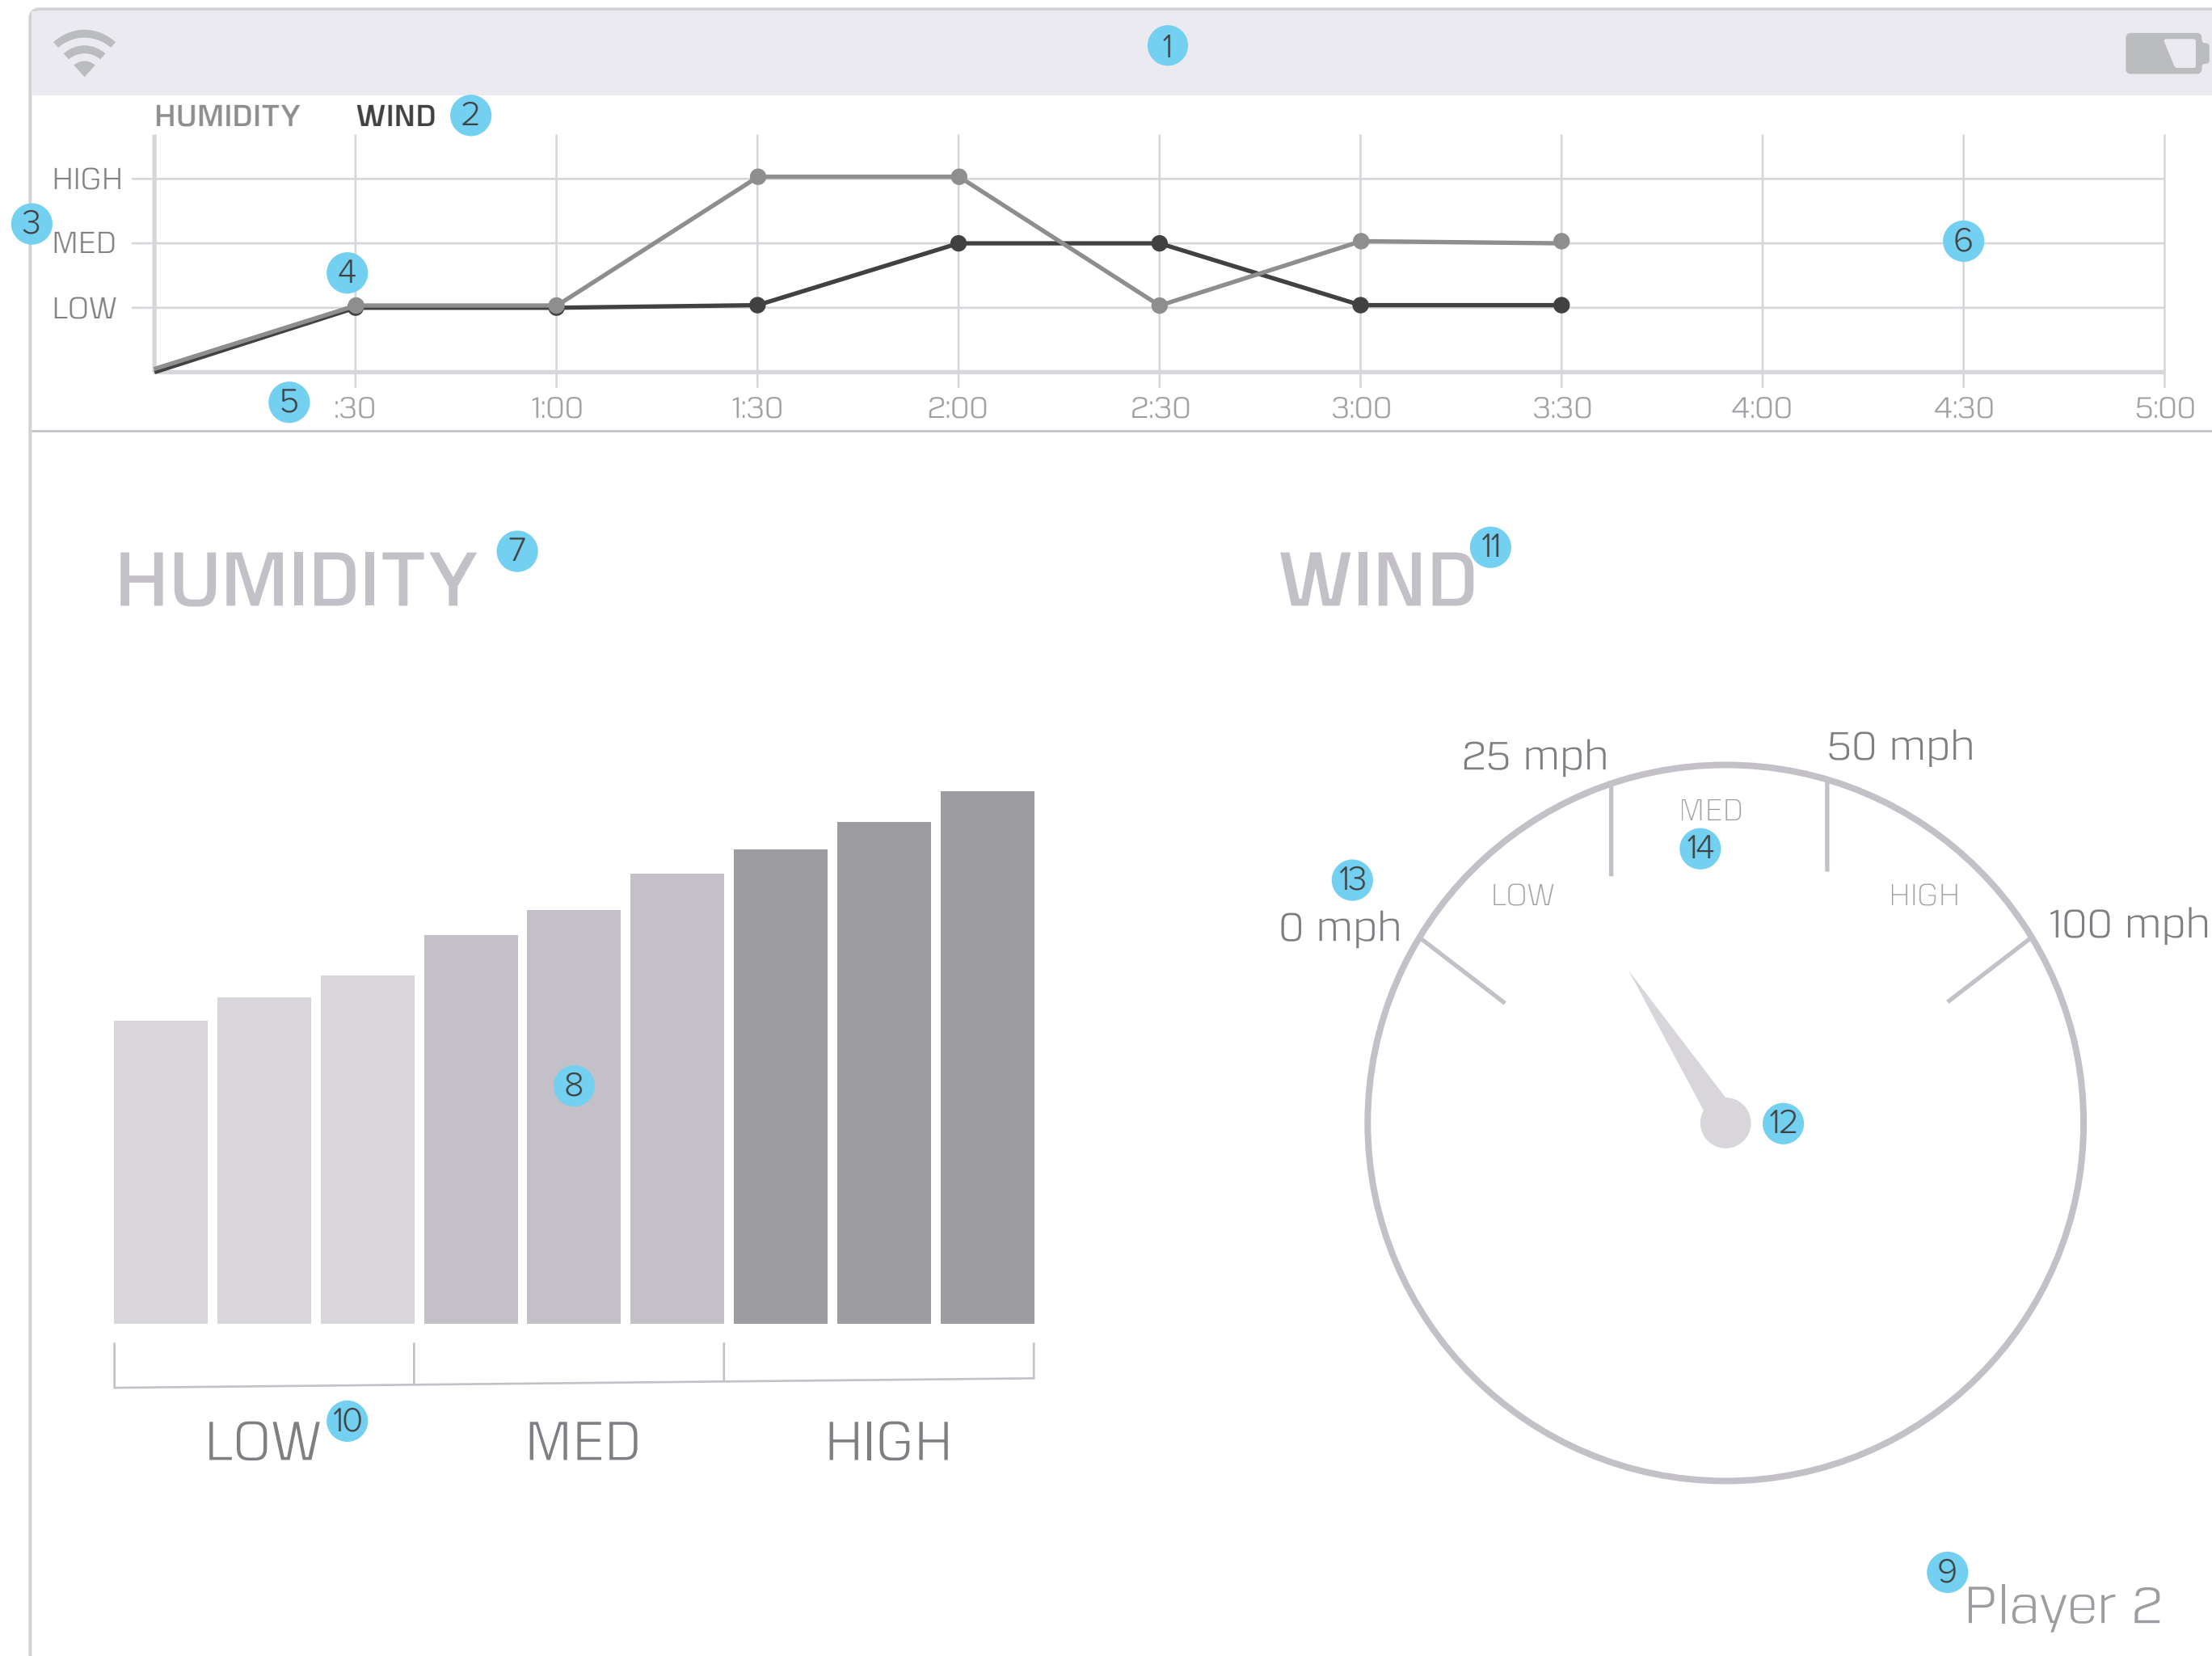 1
HUMIDITY WIND 2
HIGH
3
MED
6
4
LOW
5 :30 1:00 1:30 2:00 2:30 3:00 3:30 4:00 4:30 5:00
HUMIDITY 7
WIND 11
25 mph 50 mph
MED
14
13
LOW HIGH
0 mph 100 mph
8
12
LOW 10 MED HIGH
9
Player 2